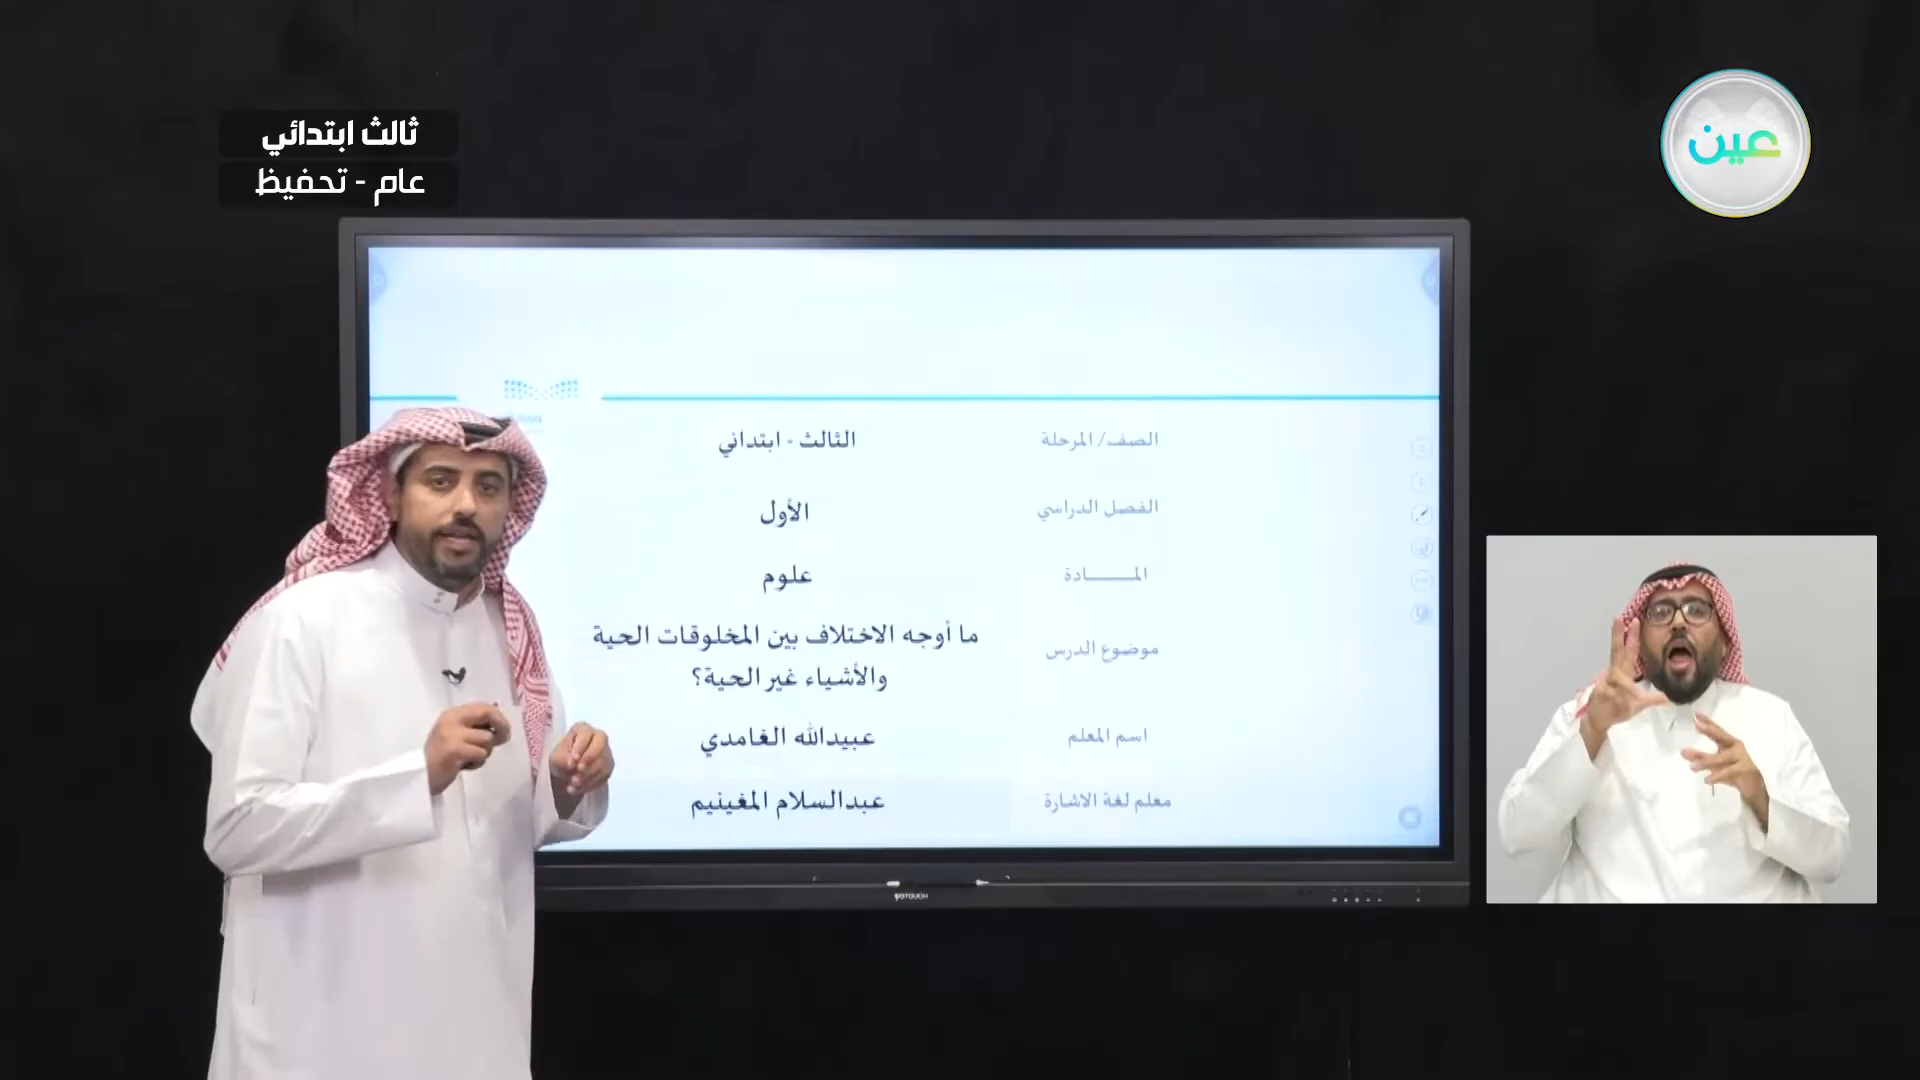 ثالث ابتدائي
عام - تحفيظ
عين
الصف/ المرحلة الثالث - ابتدائي
الفصل الدراسي الأول
المـــــــادة علوم
موضوع الدرس ما أوجه الاختلاف بين المخلوقات الحية
والأشياء غير الحية؟
اسم المعلم عبيدالله الغامدي
معلم لغة الاشارة عبدالسلام المغينيم